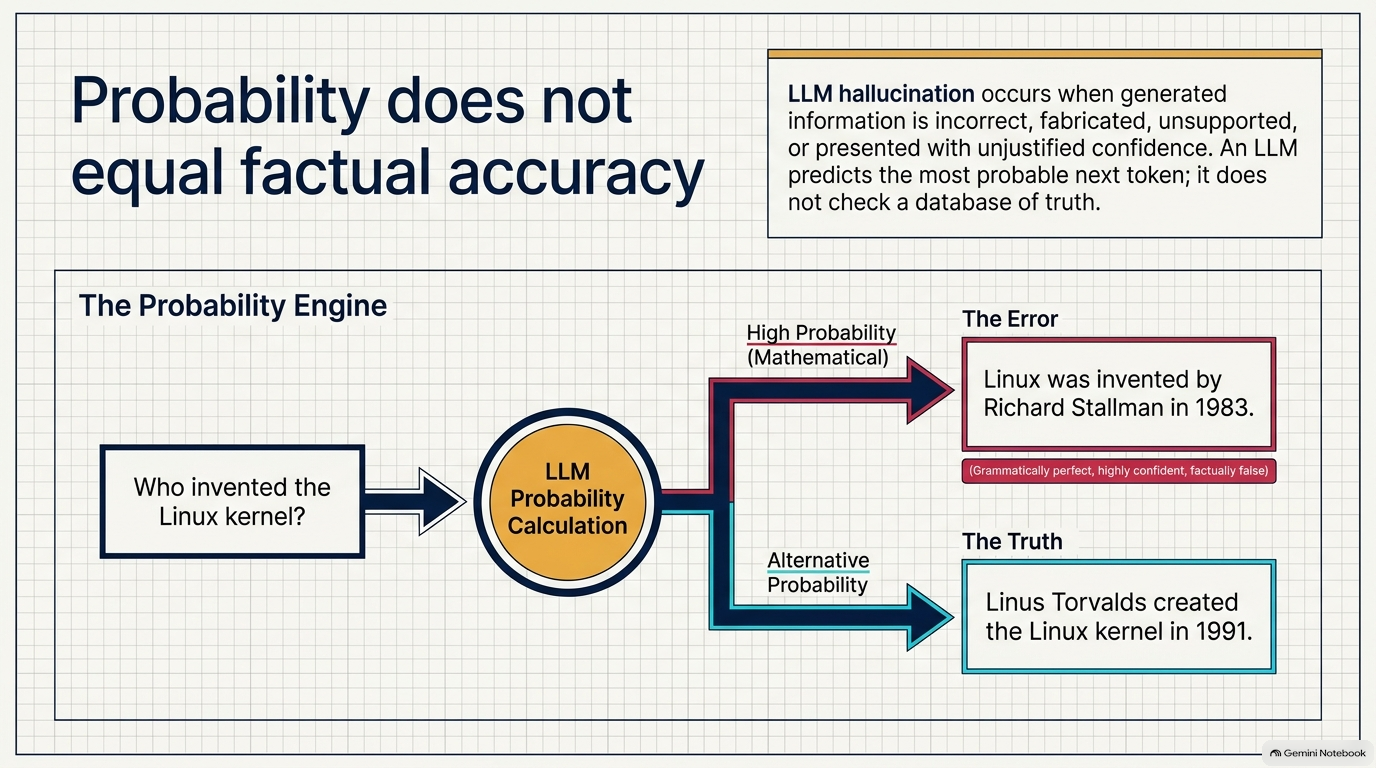 Probability does not
equal factual accuracy
LLM hallucination occurs when generated
information is incorrect, fabricated, unsupported,
or presented with unjustified confidence. An LLM
predicts the most probable next token; it does
not check a database of truth.
The Probability Engine
Who invented the
Linux kernel?
LLM
Probability
Calculation
High Probability
(Mathematical)
The Error
Linux was invented by
Richard Stallman in 1983.
(Grammatically perfect, highly confident, factually false)
Alternative
Probability
The Truth
Linus Torvalds created
the Linux kernel in 1991.
Gemini Notebook